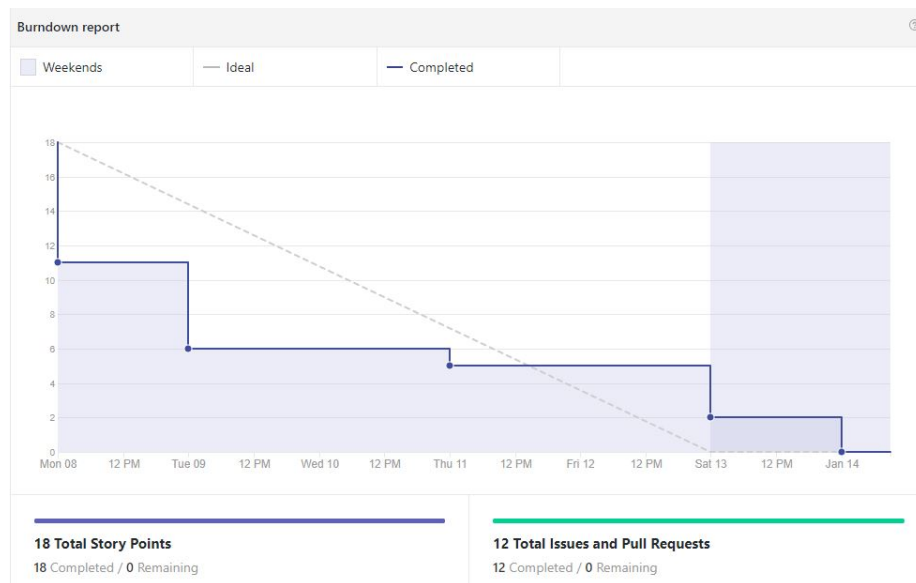 Burndown report
Weekends
Ideal
Completed
18
16
14
12
10
8
6
4
2
0
Mon 08 12 PM Tue 09 12 PM Wed 10 12 PM Thu 11 12 PM Fri 12 12 PM Sat 13 12 PM Jan 14
18 Total Story Points
18 Completed / 0 Remaining
12 Total Issues and Pull Requests
12 Completed / 0 Remaining